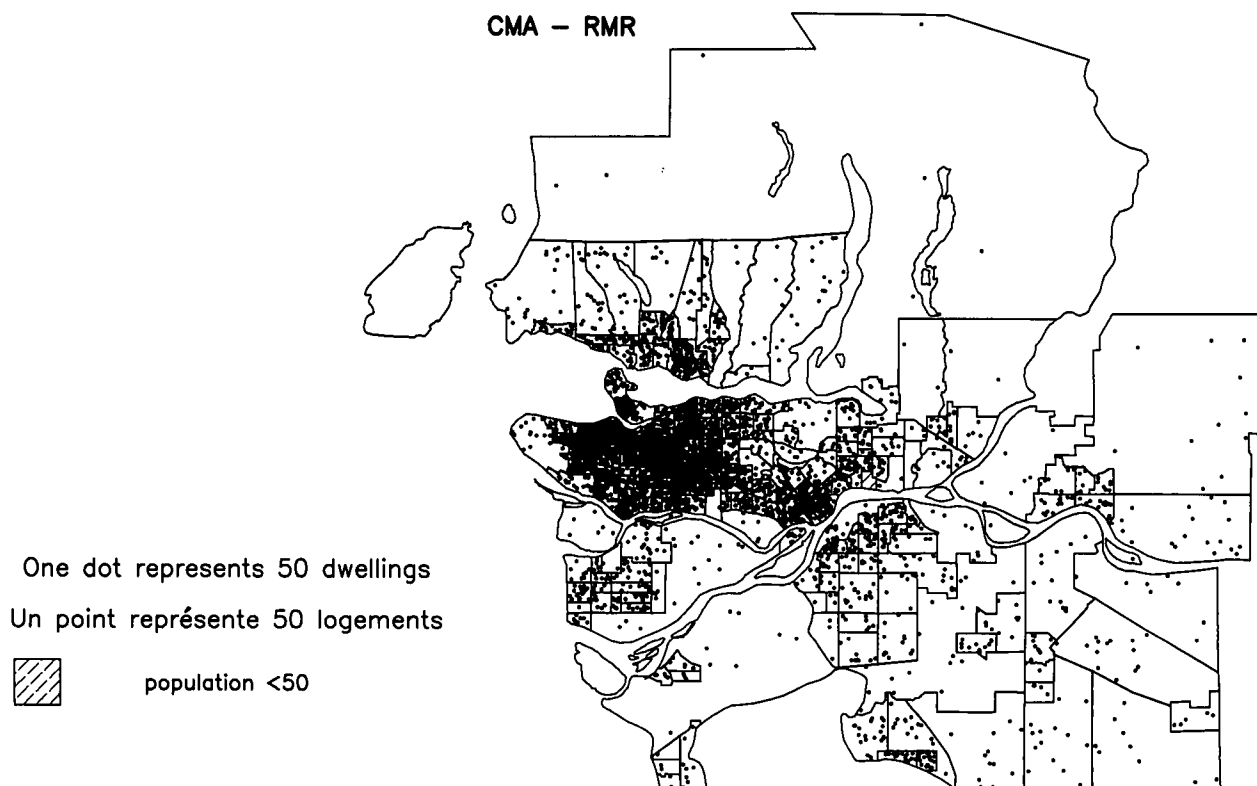 CMA – RMR
One dot represents 50 dwellings
Un point représente 50 logements
population <50